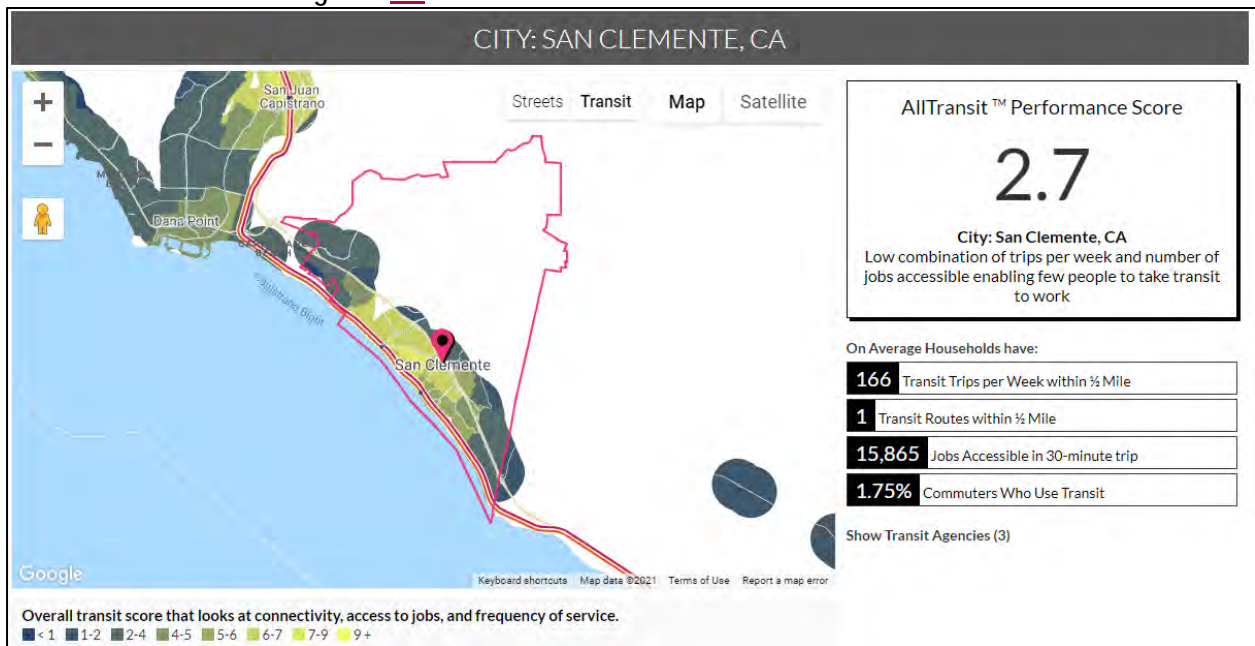 CITY: SAN CLEMENTE, CA
+
−
Streets Transit Map Satellite
San Juan
Capistrano
Dana Point
San Clemente
Google
Keyboard shortcuts Map data ©2021 Terms of Use Report a map error
Overall transit score that looks at connectivity, access to jobs, and frequency of service.
< 1 1-2 2-4 4-5 5-6 6-7 7-9 9 +
AllTransit ™ Performance Score
2.7
City: San Clemente, CA
Low combination of trips per week and number of
jobs accessible enabling few people to take transit
to work
On Average Households have:
166 Transit Trips per Week within ½ Mile
1 Transit Routes within ½ Mile
15,865 Jobs Accessible in 30-minute trip
1.75% Commuters Who Use Transit
Show Transit Agencies (3)